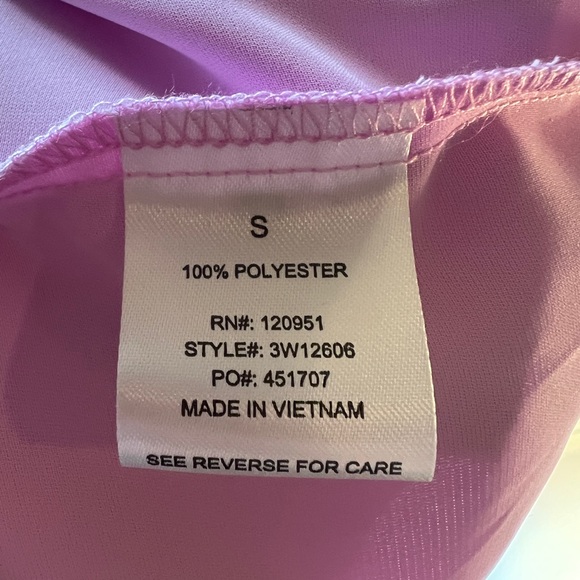 S
100% POLYESTER
RN#: 120951
STYLE#: 3W12606
PO#: 451707
MADE IN VIETNAM
SEE REVERSE FOR CARE